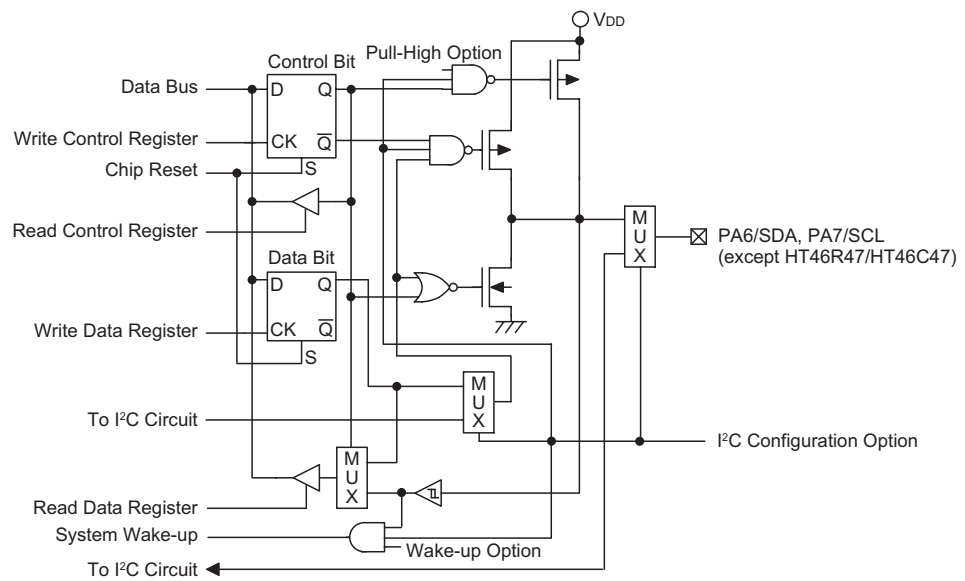 VDD
Pull-High Option
Control Bit
Data Bus
D Q
Write Control Register
CK Q
Chip Reset
S
M
U
X
Read Control Register
PA6/SDA, PA7/SCL
(except HT46R47/HT46C47)
Data Bit
D Q
Write Data Register
CK Q
S
M
U
X
To I²C Circuit
I²C Configuration Option
M
U
X
Read Data Register
System Wake-up
Wake-up Option
To I²C Circuit